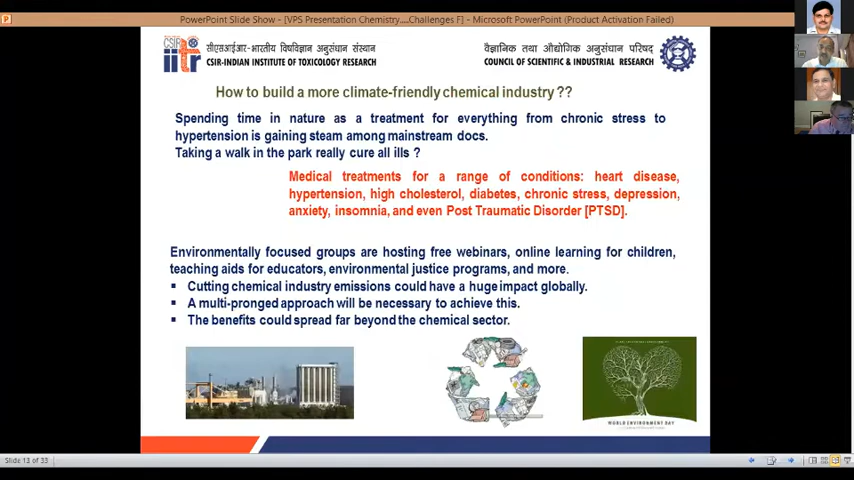 PowerPoint Slide Show - [VPS Presentation Chemistry....Challenges F] - Microsoft PowerPoint (Product Activation Failed)
CSIR
iitr
सीएसआईआर-भारतीय विषविज्ञान अनुसंधान संस्थान
CSIR-INDIAN INSTITUTE OF TOXICOLOGY RESEARCH
वैज्ञानिक तथा औद्योगिक अनुसंधान परिषद
COUNCIL OF SCIENTIFIC & INDUSTRIAL RESEARCH
How to build a more climate-friendly chemical industry ??
Spending time in nature as a treatment for everything from chronic stress to
hypertension is gaining steam among mainstream docs.
Taking a walk in the park really cure all ills ?
Medical treatments for a range of conditions: heart disease,
hypertension, high cholesterol, diabetes, chronic stress, depression,
anxiety, insomnia, and even Post Traumatic Disorder [PTSD].
Environmentally focused groups are hosting free webinars, online learning for children,
teaching aids for educators, environmental justice programs, and more.
▪ Cutting chemical industry emissions could have a huge impact globally.
▪ A multi-pronged approach will be necessary to achieve this.
▪ The benefits could spread far beyond the chemical sector.
WORLD ENVIRONMENT DAY
Slide 13 of 33